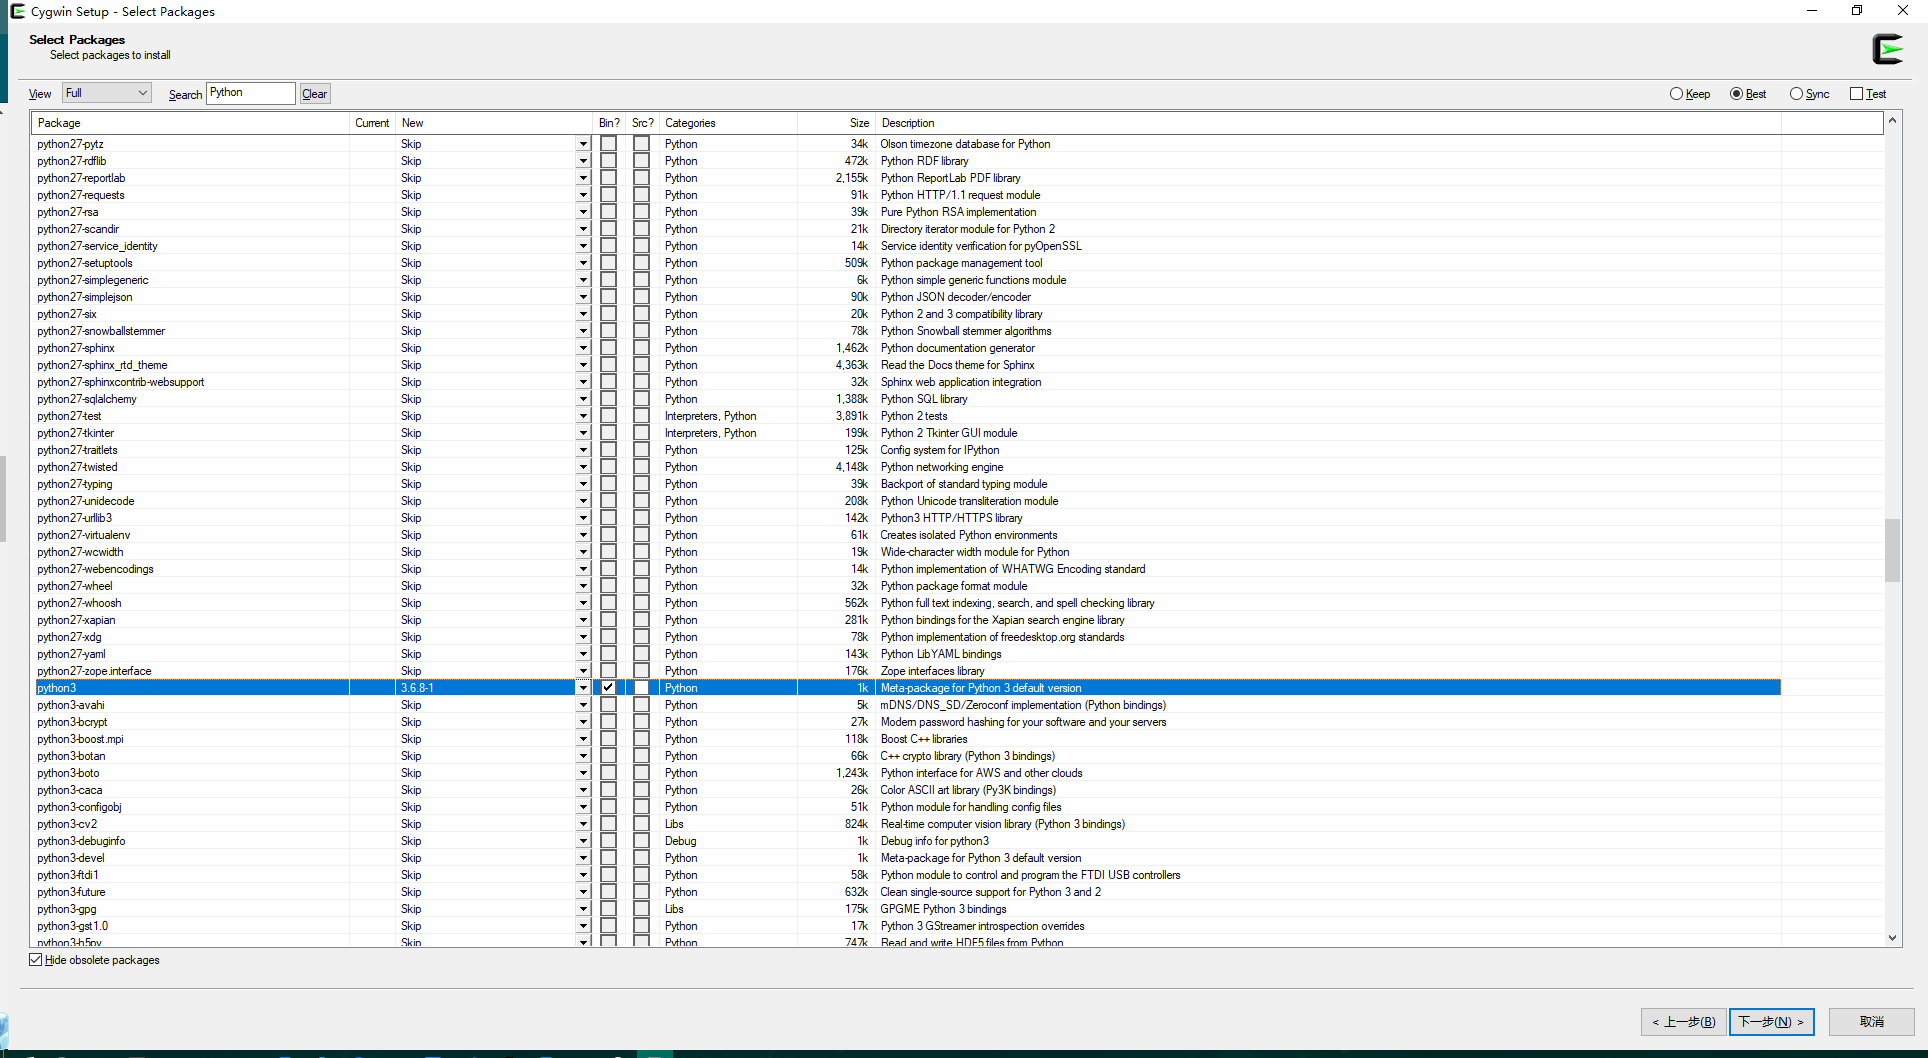 Cygwin Setup - Select Packages
Select Packages
Select packages to install
View Full Search Python Clear Keep Best Sync Test
Package Current New Bin? Src? Categories Size Description
python27-pytz Skip Python 34k Olson timezone database for Python
python27-rdflib Skip Python 472k Python RDF library
python27-reportlab Skip Python 2,155k Python ReportLab PDF library
python27-requests Skip Python 91k Python HTTP/1.1 request module
python27-rsa Skip Python 39k Pure Python RSA implementation
python27-scandir Skip Python 21k Directory iterator module for Python 2
python27-service_identity Skip Python 14k Service identity verification for pyOpenSSL
python27-setuptools Skip Python 509k Python package management tool
python27-simplegeneric Skip Python 6k Python simple generic functions module
python27-simplejson Skip Python 90k Python JSON decoder/encoder
python27-six Skip Python 20k Python 2 and 3 compatibility library
python27-snowballstemmer Skip Python 78k Python Snowball stemmer algorithms
python27-sphinx Skip Python 1,462k Python documentation generator
python27-sphinx_rtd_theme Skip Python 4,363k Read the Docs theme for Sphinx
python27-sphinxcontrib-websupport Skip Python 32k Sphinx web application integration
python27-sqlalchemy Skip Python 1,388k Python SQL library
python27-test Skip Interpreters, Python 3,891k Python 2 tests
python27-tkinter Skip Interpreters, Python 199k Python 2 Tkinter GUI module
python27-traitlets Skip Python 125k Config system for IPython
python27-twisted Skip Python 4,148k Python networking engine
python27-typing Skip Python 39k Backport of standard typing module
python27-unidecode Skip Python 208k Python Unicode transliteration module
python27-urllib3 Skip Python 142k Python3 HTTP/HTTPS library
python27-virtualenv Skip Python 61k Creates isolated Python environments
python27-wcwidth Skip Python 19k Wide-character width module for Python
python27-webencodings Skip Python 14k Python implementation of WHATWG Encoding standard
python27-wheel Skip Python 32k Python package format module
python27-whoosh Skip Python 562k Python full text indexing, search, and spell checking library
python27-xapian Skip Python 281k Python bindings for the Xapian search engine library
python27-xdg Skip Python 78k Python implementation of freedesktop.org standards
python27-yaml Skip Python 143k Python LibYAML bindings
python27-zope.interface Skip Python 176k Zope interfaces library
python3 3.6.8-1 Python 1k Meta-package for Python 3 default version
python3-avahi Skip Python 5k mDNS/DNS_SD/Zeroconf implementation (Python bindings)
python3-bcrypt Skip Python 27k Modern password hashing for your software and your servers
python3-boost.mpi Skip Python 118k Boost C++ libraries
python3-botan Skip Python 66k C++ crypto library (Python 3 bindings)
python3-boto Skip Python 1,243k Python interface for AWS and other clouds
python3-caca Skip Python 26k Color ASCII art library (Py3K bindings)
python3-configobj Skip Python 51k Python module for handling config files
python3-cv2 Skip Libs 824k Real-time computer vision library (Python 3 bindings)
python3-debuginfo Skip Debug 1k Debug info for python3
python3-devel Skip Python 1k Meta-package for Python 3 default version
python3-ftdi1 Skip Python 58k Python module to control and program the FTDI USB controllers
python3-future Skip Python 632k Clean single-source support for Python 3 and 2
python3-gpg Skip Libs 175k GPGME Python 3 bindings
python3-gst1.0 Skip Python 17k Python 3 GStreamer introspection overrides
python3-h5py Skip Python 747k Read and write HDF5 files from Python
Hide obsolete packages
< 上一步(B) 下一步(N) > 取消